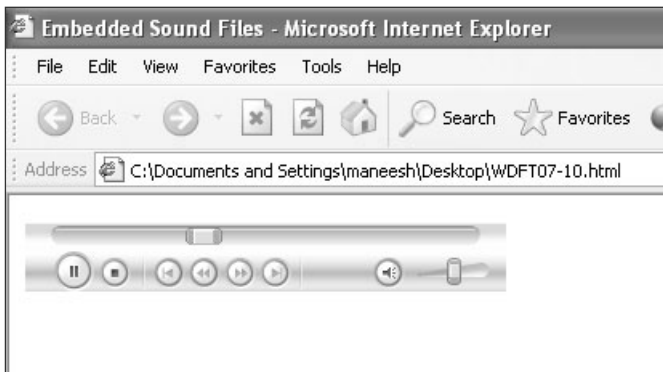 Embedded Sound Files - Microsoft Internet Explorer
File Edit View Favorites Tools Help
Back Search Favorites
Address C:\Documents and Settings\maneesh\Desktop\WDFT07-10.html